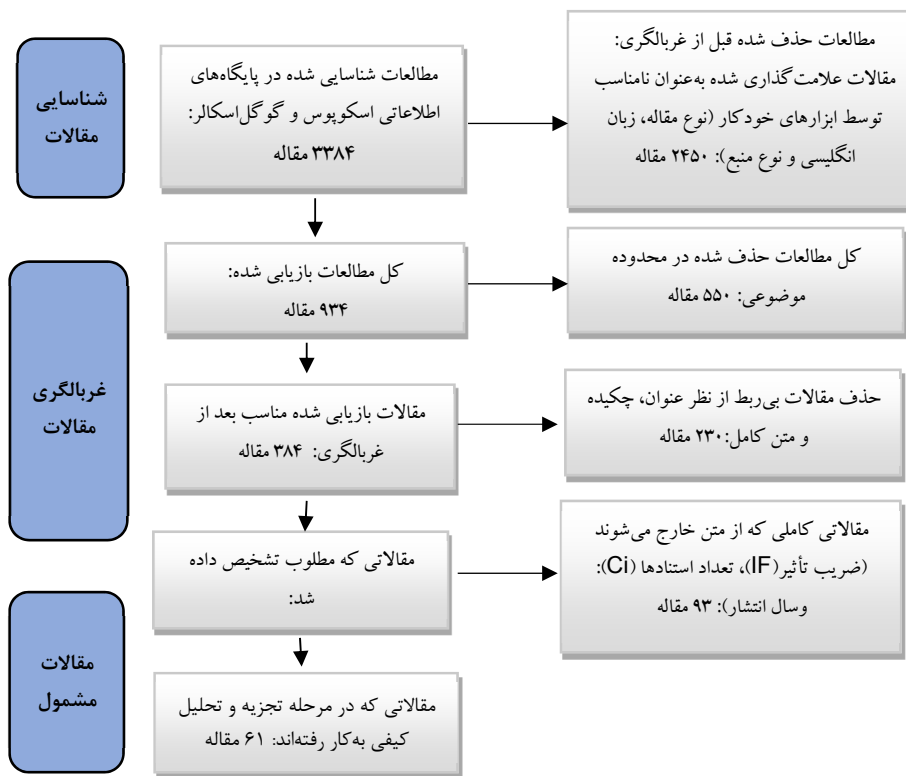 شناسایی
مقالات
مطالعات شناسایی شده در پایگاه‌های
اطلاعاتی اسکوپوس و گوگل‌اسکالر:
۳۳۸۴ مقاله
مطالعات حذف شده قبل از غربالگری:
مقالات علامت‌گذاری شده به‌عنوان نامناسب
توسط ابزارهای خودکار (نوع مقاله، زبان
انگلیسی و نوع منبع): ۲۴۵۰ مقاله
غربالگری
مقالات
کل مطالعات بازیابی شده:
۹۳۴ مقاله
کل مطالعات حذف شده در محدوده
موضوعی: ۵۵۰ مقاله
مقالات بازیابی شده مناسب بعد از
غربالگری: ۳۸۴ مقاله
حذف مقالات بی‌ربط از نظر عنوان، چکیده
و متن کامل:۲۳۰ مقاله
مقالاتی که مطلوب تشخیص داده
شد:
مقالاتی کاملی که از متن خارج می‌شوند
(ضریب تأثیر(IF)، تعداد استنادها (Ci):
وسال انتشار): ۹۳ مقاله
مقالات
مشمول
مقالاتی که در مرحله تجزیه و تحلیل
کیفی به‌کار رفته‌اند: ۶۱ مقاله